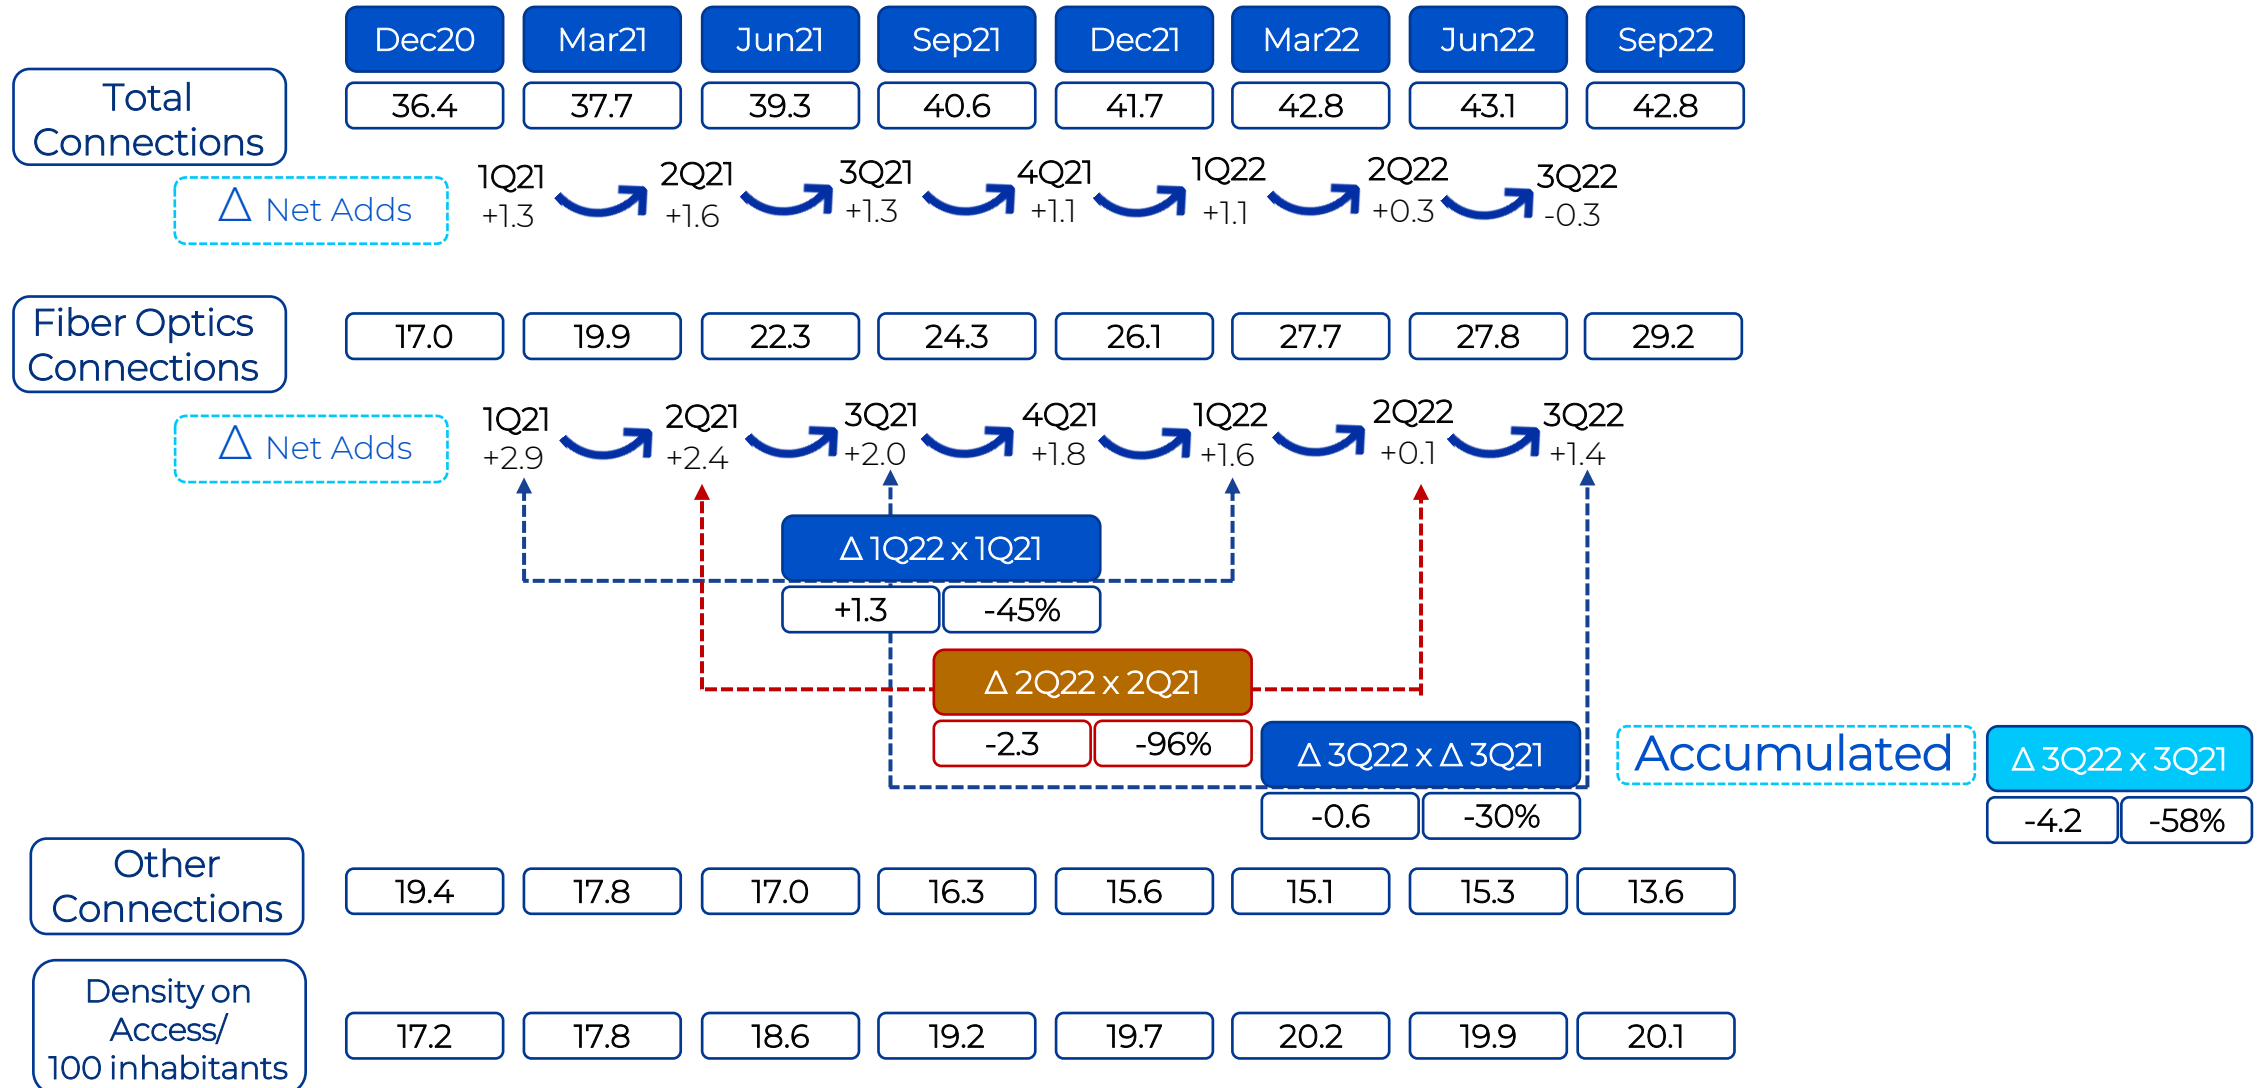 Dec20 Mar21 Jun21 Sep21 Dec21 Mar22 Jun22 Sep22
Total
Connections
36.4 37.7 39.3 40.6 41.7 42.8 43.1 42.8
Δ Net Adds
1Q21 2Q21 3Q21 4Q21 1Q22 2Q22 3Q22
+1.3 +1.6 +1.3 +1.1 +1.1 +0.3 -0.3
Fiber Optics
Connections
17.0 19.9 22.3 24.3 26.1 27.7 27.8 29.2
Δ Net Adds
1Q21 2Q21 3Q21 4Q21 1Q22 2Q22 3Q22
+2.9 +2.4 +2.0 +1.8 +1.6 +0.1 +1.4
Δ 1Q22 x 1Q21
+1.3 -45%
Δ 2Q22 x 2Q21
-2.3 -96%
Δ 3Q22 x Δ 3Q21
-0.6 -30%
Accumulated
Δ 3Q22 x 3Q21
-4.2 -58%
Other
Connections
19.4 17.8 17.0 16.3 15.6 15.1 15.3 13.6
Density on
Access/
100 inhabitants
17.2 17.8 18.6 19.2 19.7 20.2 19.9 20.1